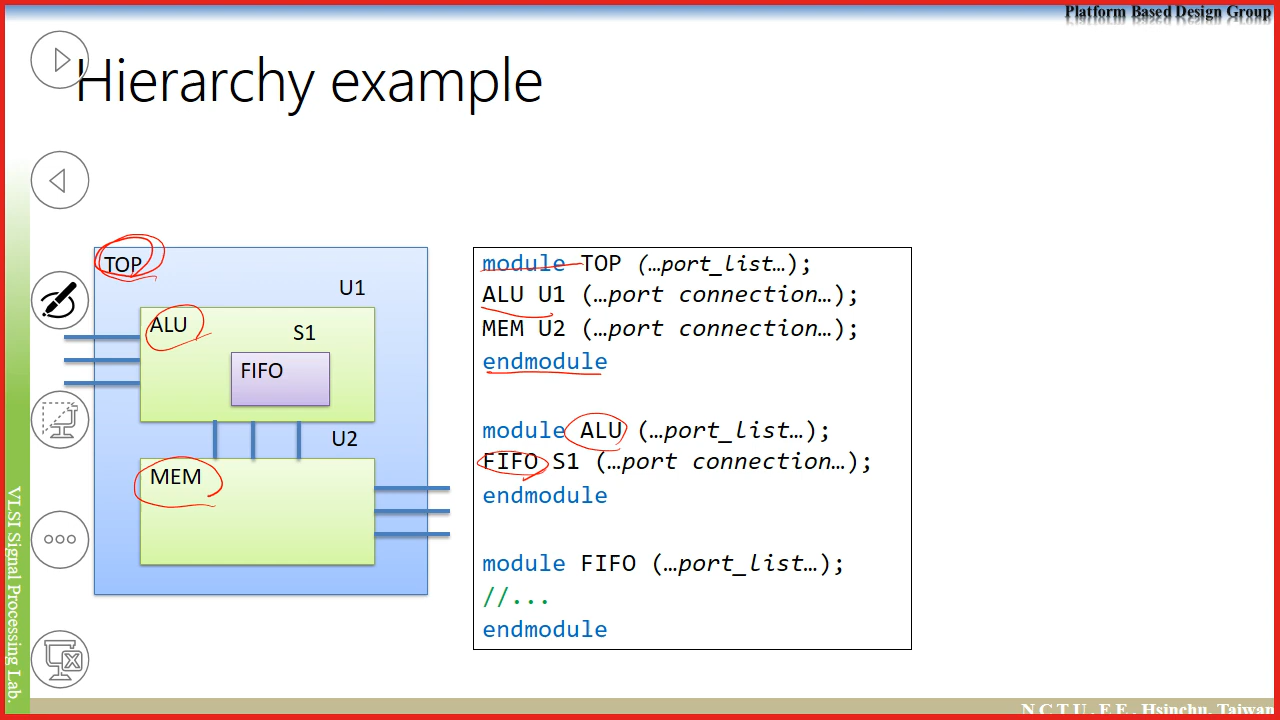 Platform Based Design Group
Hierarchy example
TOP
U1
ALU
S1
FIFO
U2
MEM
module TOP (…port_list…);
ALU U1 (…port connection…);
MEM U2 (…port connection…);
endmodule
module ALU (…port_list…);
FIFO S1 (…port connection…);
endmodule
module FIFO (…port_list…);
//...
endmodule
VLSI Signal Processing Lab.
N C T U . E E , Hsinchu, Taiwan